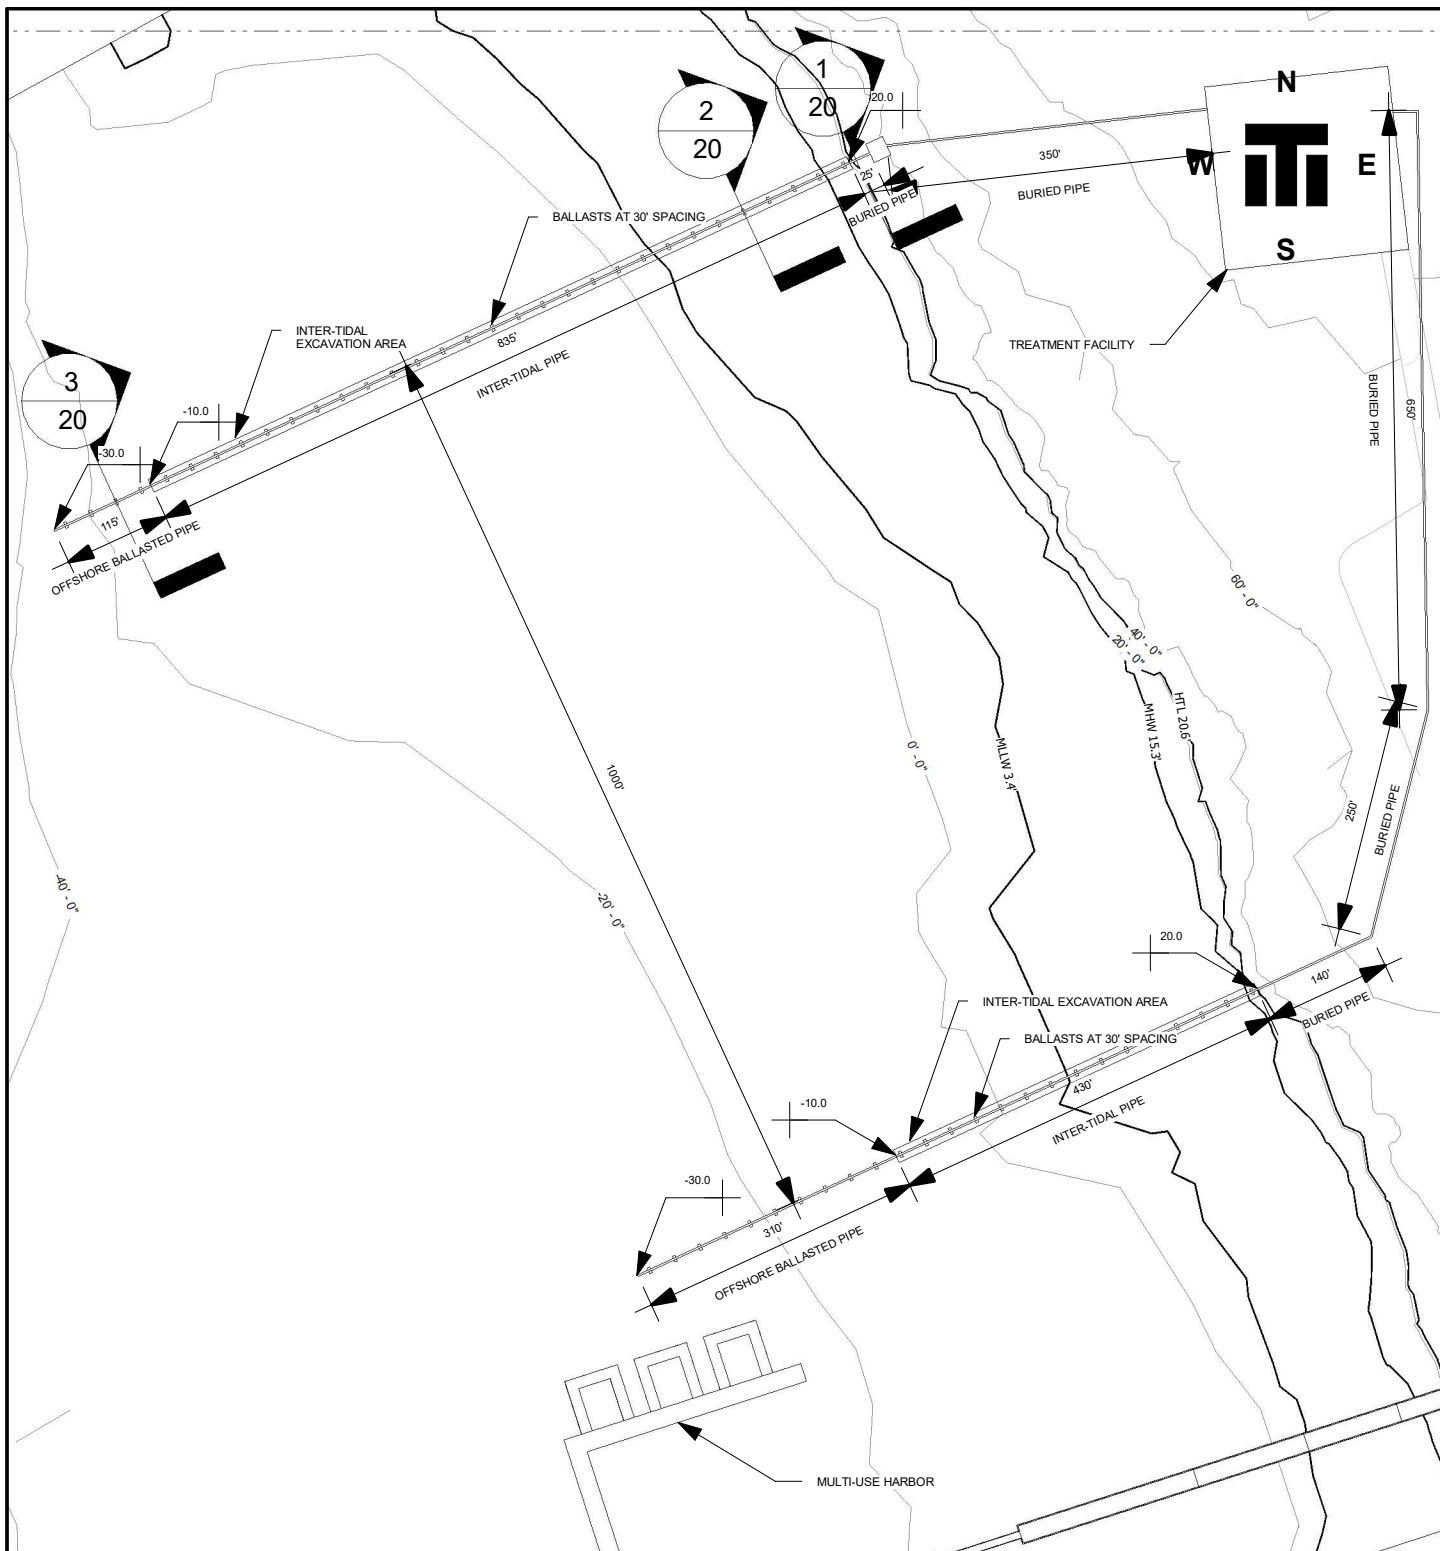 1
20
2
20
20.0
N
W
E
S
350'
BURIED PIPE
25'
BURIED PIPE
BALLASTS AT 30' SPACING
INTER-TIDAL
EXCAVATION AREA
835'
INTER-TIDAL PIPE
TREATMENT FACILITY
3
20
-10.0
-30.0
115'
OFFSHORE BALLASTED PIPE
BURIED PIPE
650'
60' - 0"
40' - 0"
20' - 0"
HTL 20.6'
MHW 15.3'
MLLW 3.4'
0' - 0"
1000'
250'
BURIED PIPE
-40' - 0"
-20' - 0"
20.0
140'
BURIED PIPE
INTER-TIDAL EXCAVATION AREA
BALLASTS AT 30' SPACING
430'
INTER-TIDAL PIPE
-10.0
-30.0
310'
OFFSHORE BALLASTED PIPE
MULTI-USE HARBOR